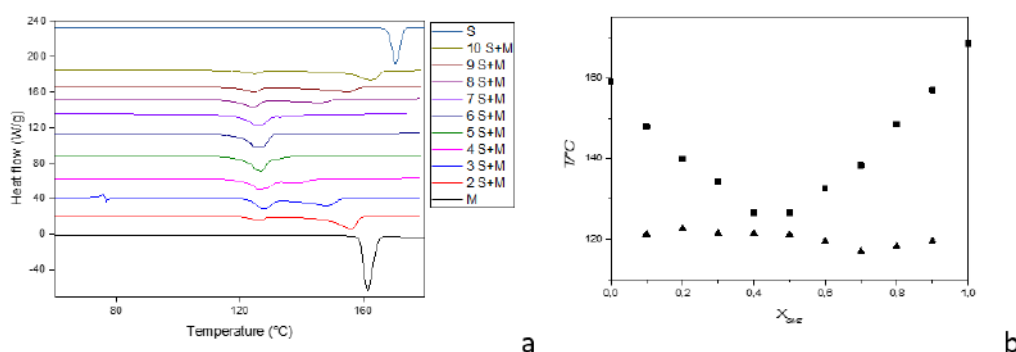 240
200
160
120
80
40
0
-40
Heat flow (W/g)
80
120
160
Temperature (°C)
S
10 S+M
9 S+M
8 S+M
7 S+M
6 S+M
5 S+M
4 S+M
3 S+M
2 S+M
M
a
160
140
120
T/°C
0,0
0,2
0,4
0,6
0,8
1,0
X
b